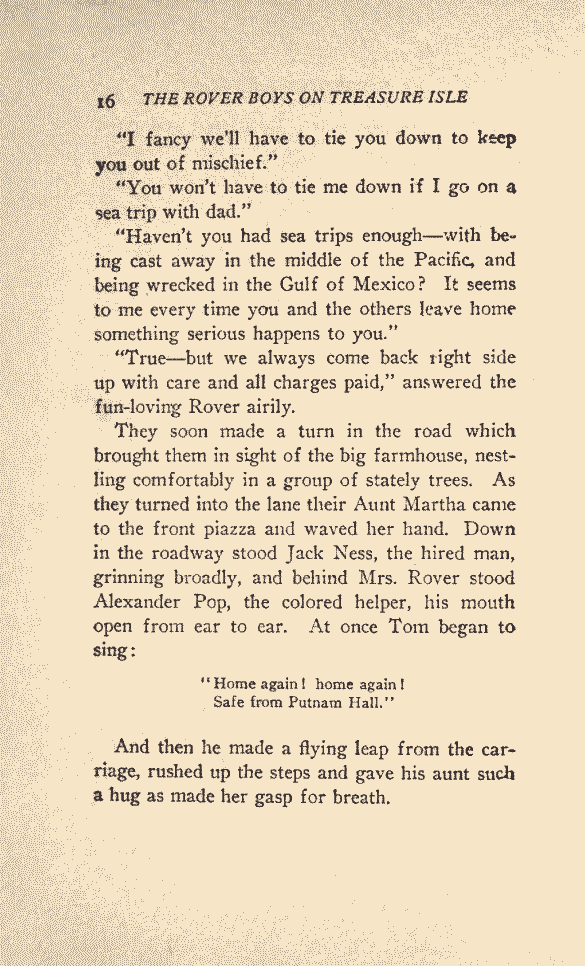 16 THE ROVER BOYS ON TREASURE ISLE
"I fancy we'll have to tie you down to keep
you out of mischief."
"You won't have to tie me down if I go on a
sea trip with dad."
"Haven't you had sea trips enough—with be-
ing cast away in the middle of the Pacific, and
being wrecked in the Gulf of Mexico? It seems
to me every time you and the others leave home
something serious happens to you."
"True—but we always come back right side
up with care and all charges paid," answered the
fun-loving Rover airily.
They soon made a turn in the road which
brought them in sight of the big farmhouse, nest-
ling comfortably in a group of stately trees. As
they turned into the lane their Aunt Martha came
to the front piazza and waved her hand. Down
in the roadway stood Jack Ness, the hired man,
grinning broadly, and behind Mrs. Rover stood
Alexander Pop, the colored helper, his mouth
open from ear to ear. At once Tom began to
sing:
"Home again! home again!
Safe from Putnam Hall."
And then he made a flying leap from the car-
riage, rushed up the steps and gave his aunt such
a hug as made her gasp for breath.